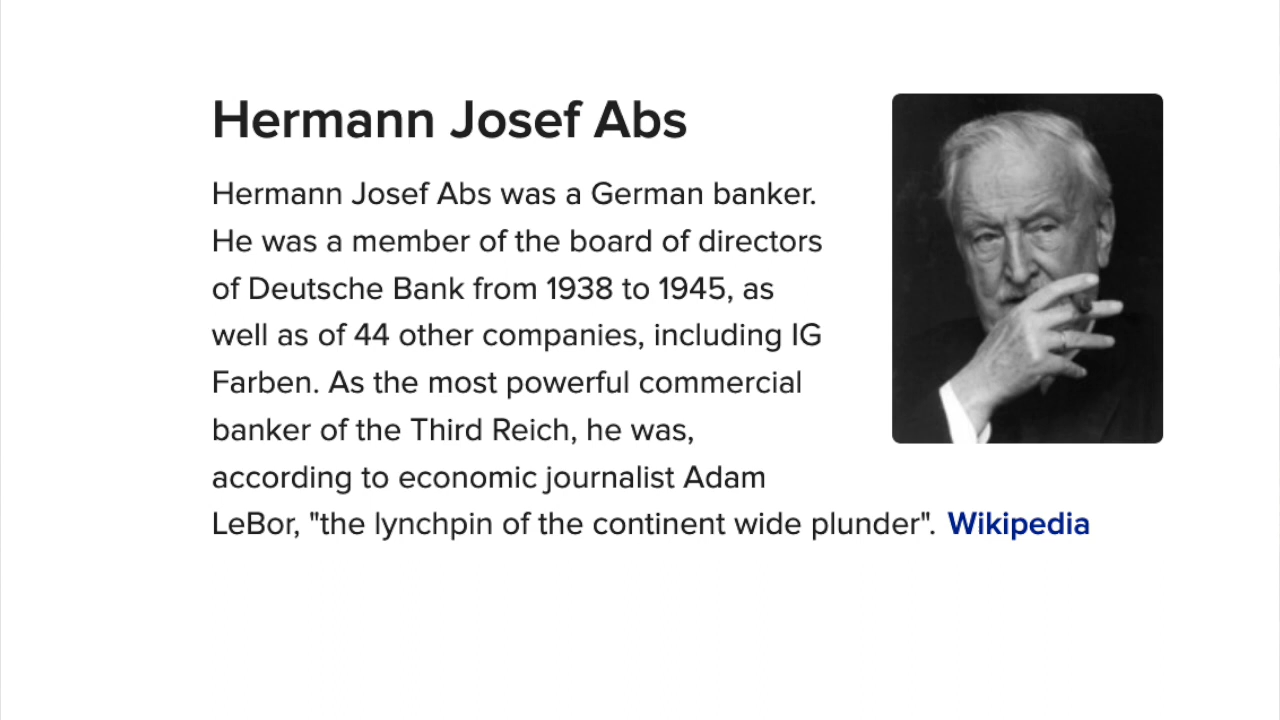 Hermann Josef Abs
Hermann Josef Abs was a German banker.
He was a member of the board of directors
of Deutsche Bank from 1938 to 1945, as
well as of 44 other companies, including IG
Farben. As the most powerful commercial
banker of the Third Reich, he was,
according to economic journalist Adam
LeBor, "the lynchpin of the continent wide plunder". Wikipedia